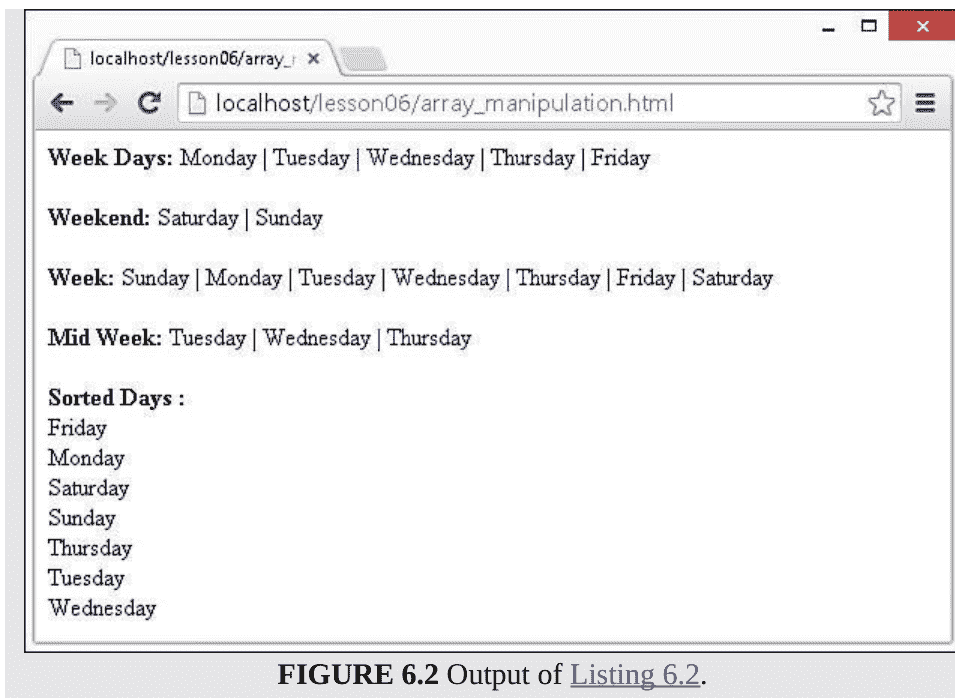 localhost/lesson06/array_
localhost/lesson06/array_manipulation.html
Week Days: Monday | Tuesday | Wednesday | Thursday | Friday
Weekend: Saturday | Sunday
Week: Sunday | Monday | Tuesday | Wednesday | Thursday | Friday | Saturday
Mid Week: Tuesday | Wednesday | Thursday
Sorted Days :
Friday
Monday
Saturday
Sunday
Thursday
Tuesday
Wednesday
FIGURE 6.2 Output of Listing 6.2.